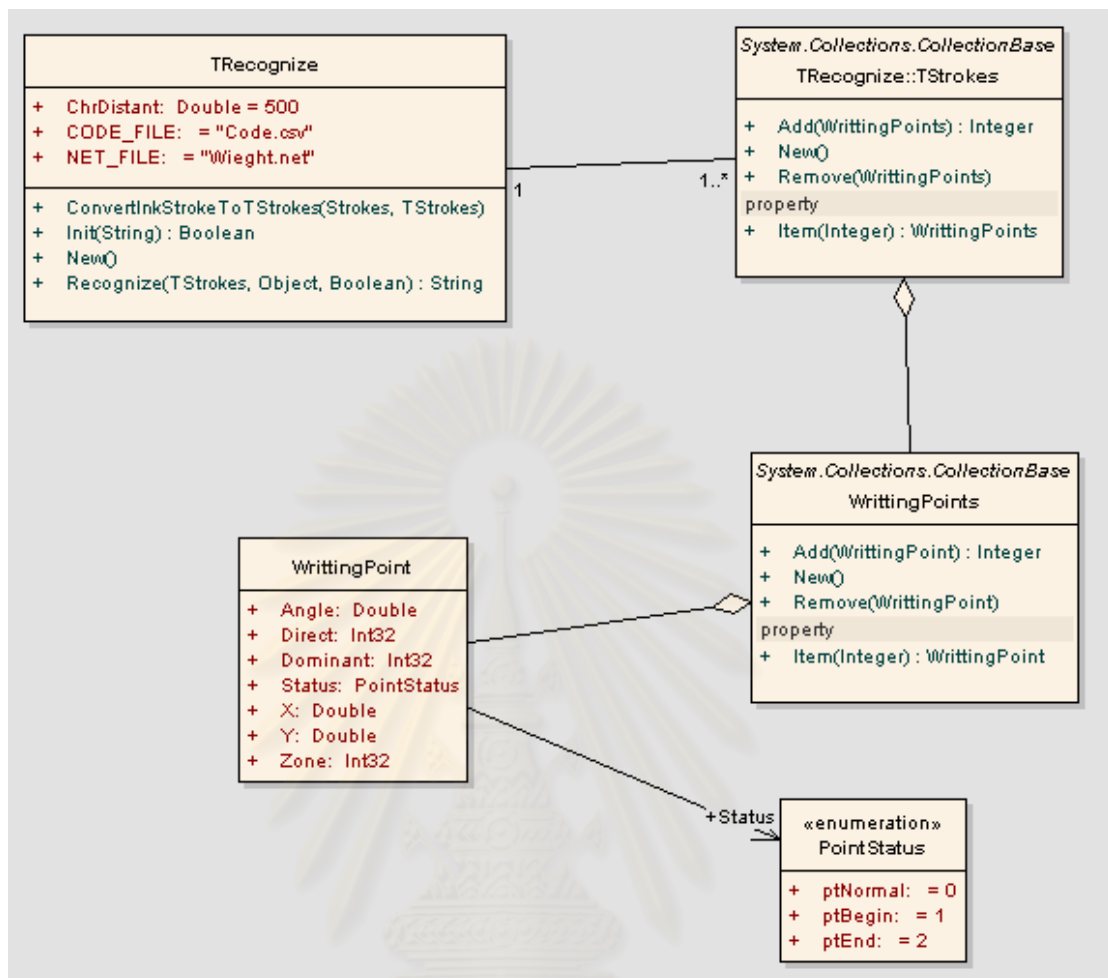 TRecognize
+ ChrDistant: Double = 500
+ CODE_FILE: = "Code.csv"
+ NET_FILE: = "Wieght.net"
+ ConvertInkStrokeToTStrokes(Strokes, TStrokes)
+ Init(String) : Boolean
+ New()
+ Recognize(TStrokes, Object, Boolean) : String
1
1..*
System.Collections.CollectionBase
TRecognize::TStrokes
+ Add(WrittingPoints) : Integer
+ New()
+ Remove(WrittingPoints)
property
+ Item(Integer) : WrittingPoints
System.Collections.CollectionBase
WrittingPoints
+ Add(WrittingPoint) : Integer
+ New()
+ Remove(WrittingPoint)
property
+ Item(Integer) : WrittingPoint
WrittingPoint
+ Angle: Double
+ Direct: Int32
+ Dominant: Int32
+ Status: PointStatus
+ X: Double
+ Y: Double
+ Zone: Int32
+Status
«enumeration»
PointStatus
+ ptNormal: = 0
+ ptBegin: = 1
+ ptEnd: = 2